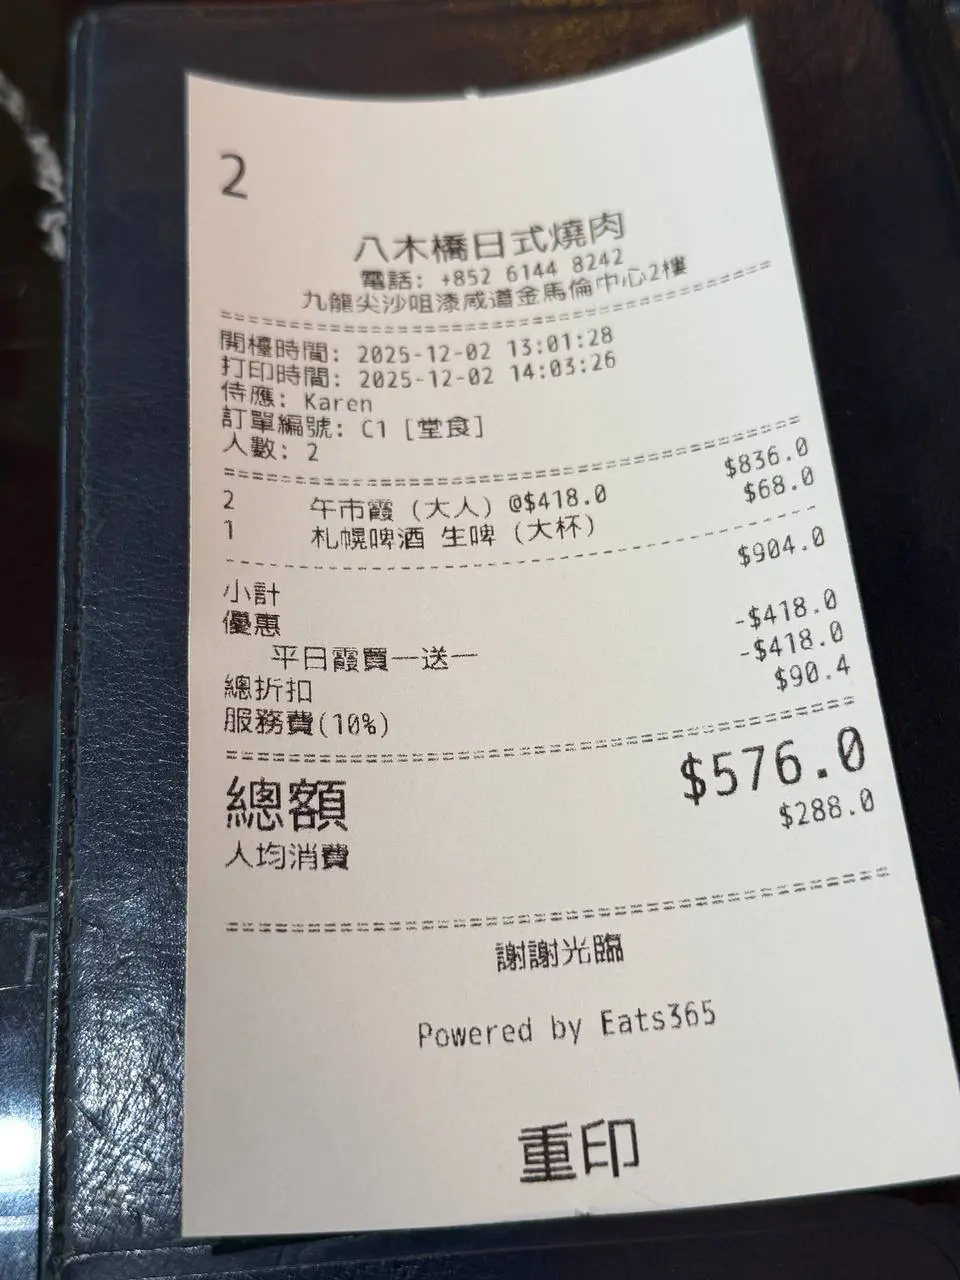 2
八木橋日式燒肉
電話: +852 6144 8242
九龍尖沙咀漆咸道金馬倫中心2樓
開檯時間: 2025-12-02 13:01:28
打印時間: 2025-12-02 14:03:26
侍應: Karen
訂單編號: C1 [堂食]
人數: 2
2 午市霞 (大人) @$418.0 $836.0
1 札幌啤酒 生啤 (大杯) $68.0
小計 $904.0
優惠
平日霞買一送一 -$418.0
總折扣 -$418.0
服務費(10%) $90.4
總額 $576.0
人均消費 $288.0
謝謝光臨
Powered by Eats365
重印